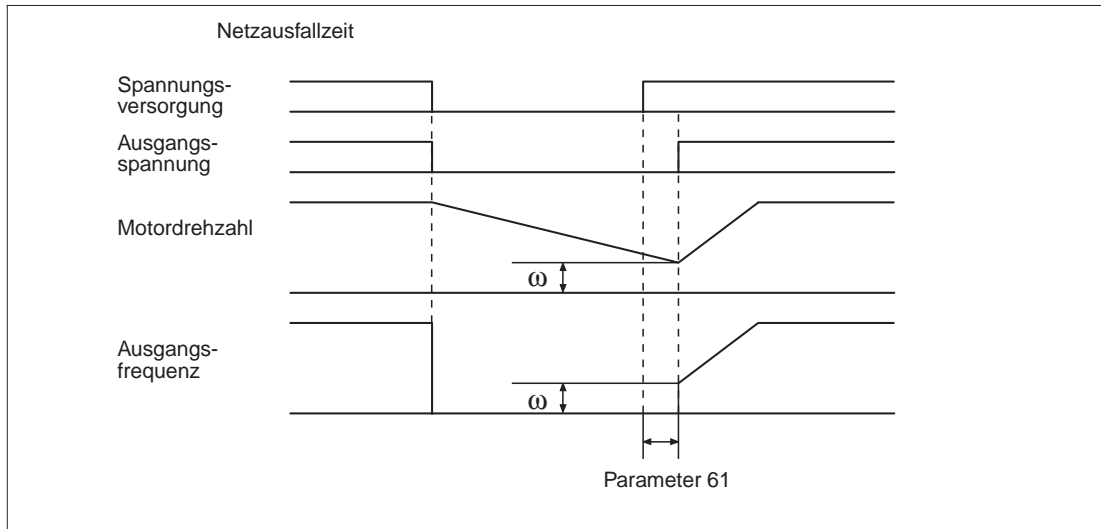 Netzausfallzeit
Spannungs-
versorgung
Ausgangs-
spannung
Motordrehzahl
ω
Ausgangs-
frequenz
ω
Parameter 61